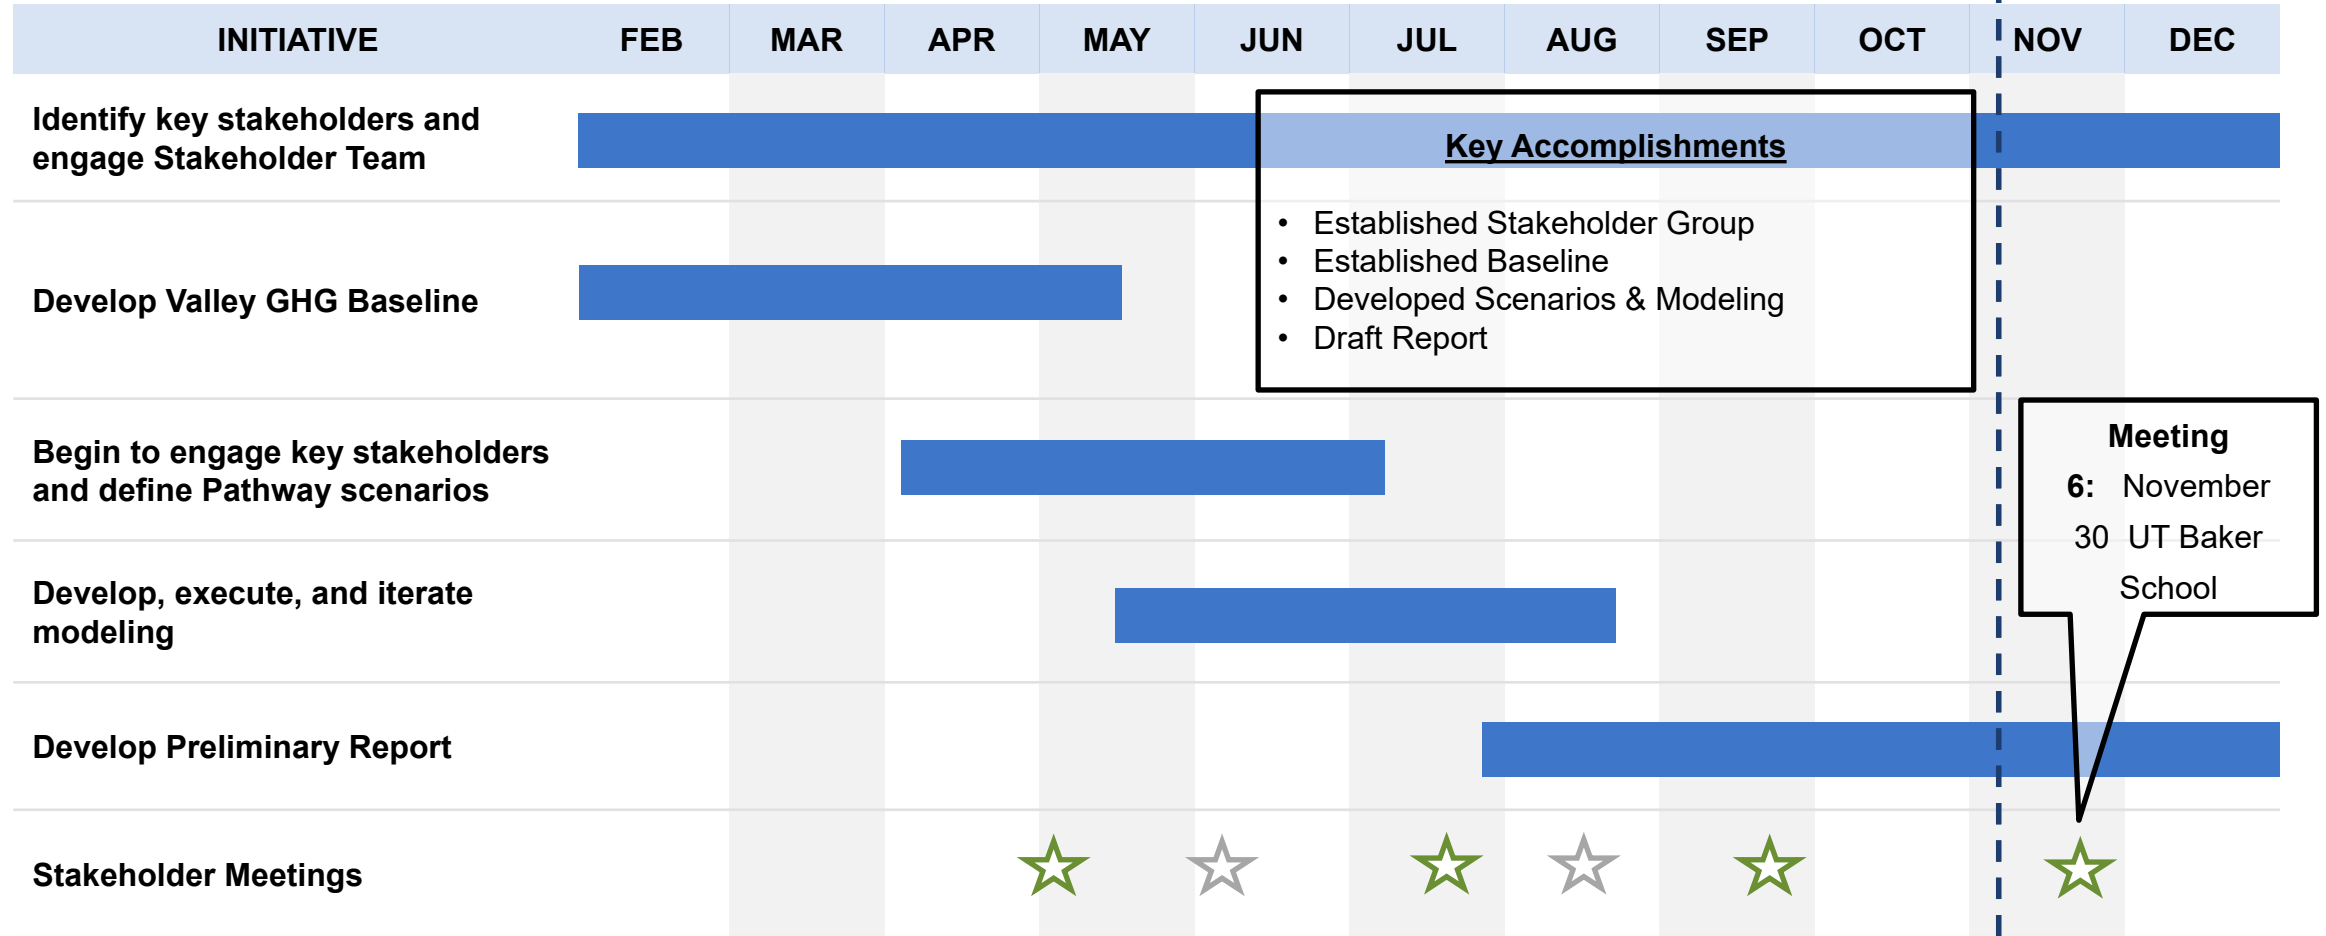 INITIATIVE FEB MAR APR MAY JUN JUL AUG SEP OCT NOV DEC
Identify key stakeholders and
engage Stakeholder Team
Key Accomplishments
• Established Stakeholder Group
• Established Baseline
• Developed Scenarios & Modeling
• Draft Report
Develop Valley GHG Baseline
Begin to engage key stakeholders
and define Pathway scenarios
Meeting
6: November
30 UT Baker
School
Develop, execute, and iterate
modeling
Develop Preliminary Report
Stakeholder Meetings